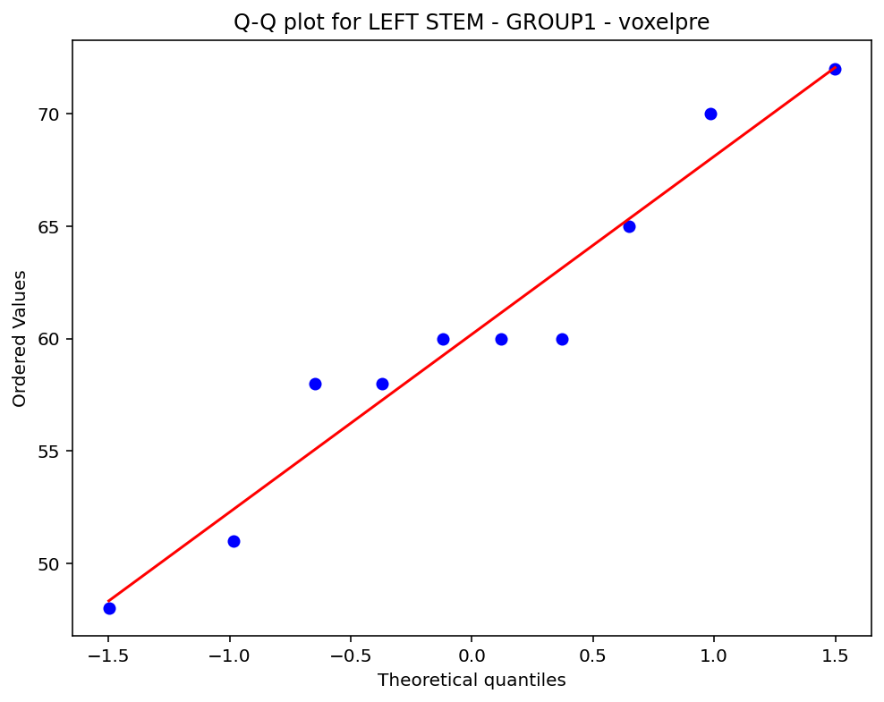 Q-Q plot for LEFT STEM - GROUP1 - voxelpre
Ordered Values
70
65
60
55
50
−1.5 −1.0 −0.5 0.0 0.5 1.0 1.5
Theoretical quantiles